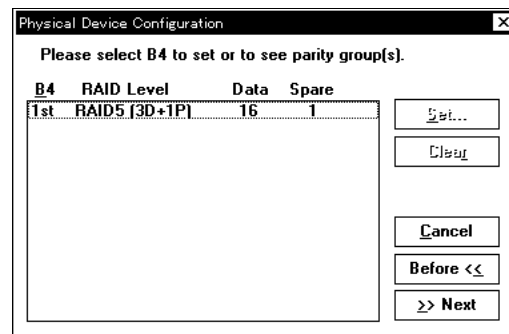 Physical Device Configuration
Please select B4 to set or to see parity group(s).
B4 RAID Level Data Spare
1st RAID5 (3D+1P) 16 1
Set...
Clear
Cancel
Before <<
>> Next